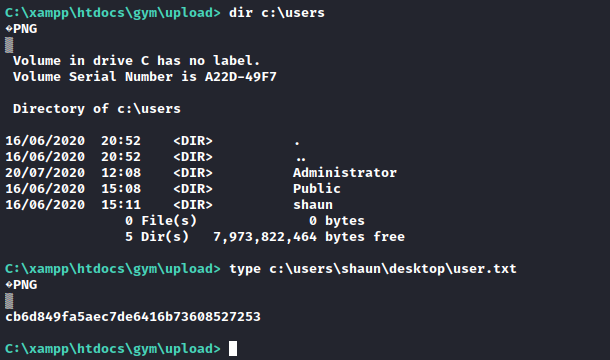 C:\xampp\htdocs\gym\upload> dir c:\users
�PNG
▒
 Volume in drive C has no label.
 Volume Serial Number is A22D-49F7
 Directory of c:\users
16/06/2020  20:52    <DIR>          .
16/06/2020  20:52    <DIR>          ..
20/07/2020  12:08    <DIR>          Administrator
16/06/2020  15:08    <DIR>          Public
16/06/2020  15:11    <DIR>          shaun
               0 File(s)              0 bytes
               5 Dir(s)   7,973,822,464 bytes free
C:\xampp\htdocs\gym\upload> type c:\users\shaun\desktop\user.txt
�PNG
▒
cb6d849fa5aec7de6416b73608527253
C:\xampp\htdocs\gym\upload>